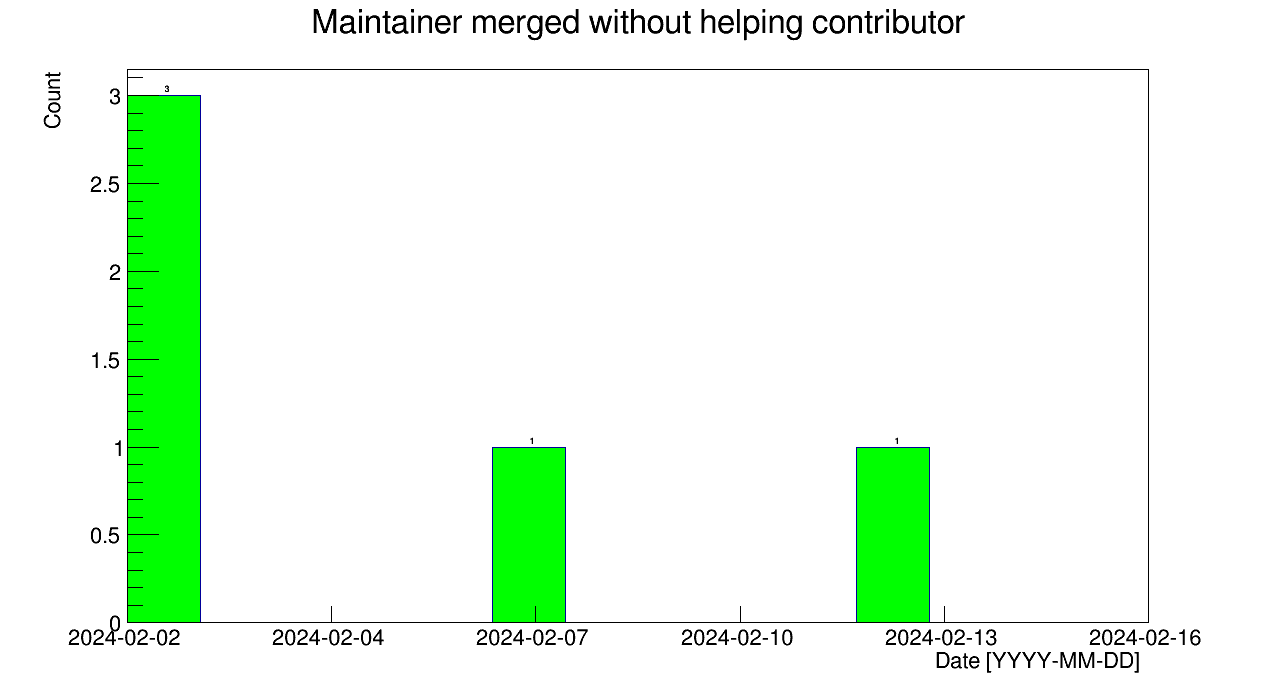 Maintainer merged without helping contributor
Count
3
3
2.5
2
1.5
1
1
1
0.5
0
2024-02-02 2024-02-04 2024-02-07 2024-02-10 2024-02-13 2024-02-16
Date [YYYY-MM-DD]